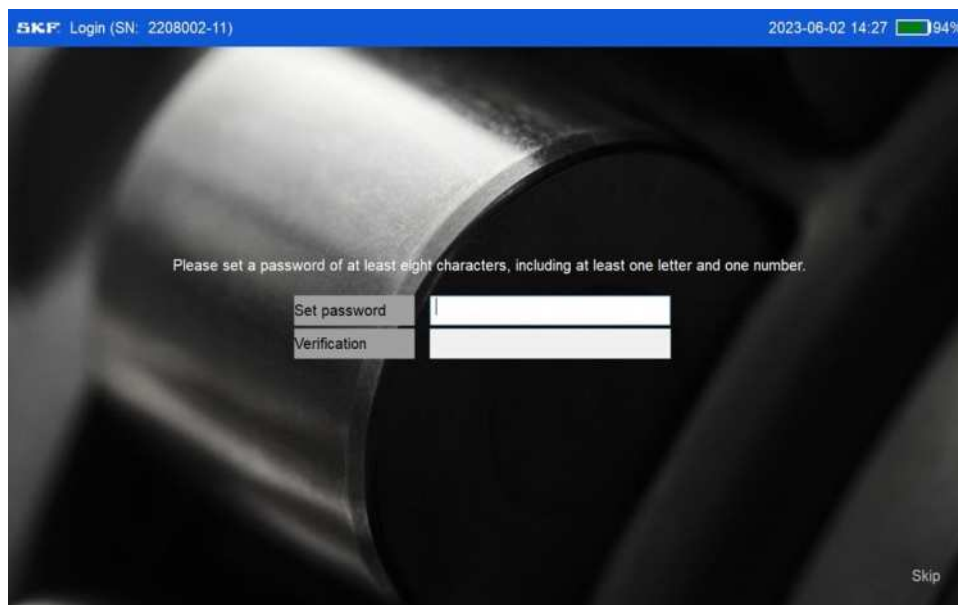 SKF Login (SN: 2208002-11) 2023-06-02 14:27 94%
Please set a password of at least eight characters, including at least one letter and one number.
Set password
Verification
Skip